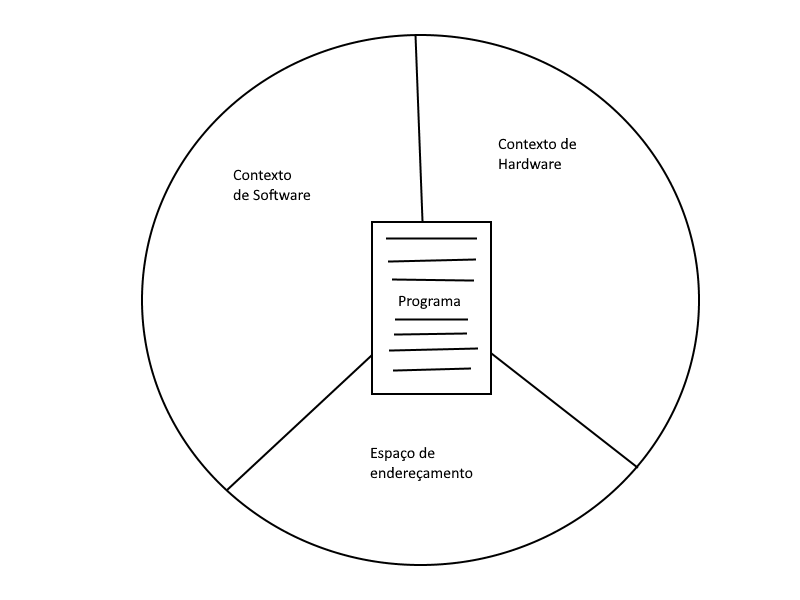 Contexto
de Software
Contexto de
Hardware
Programa
Espaço de
endereçamento